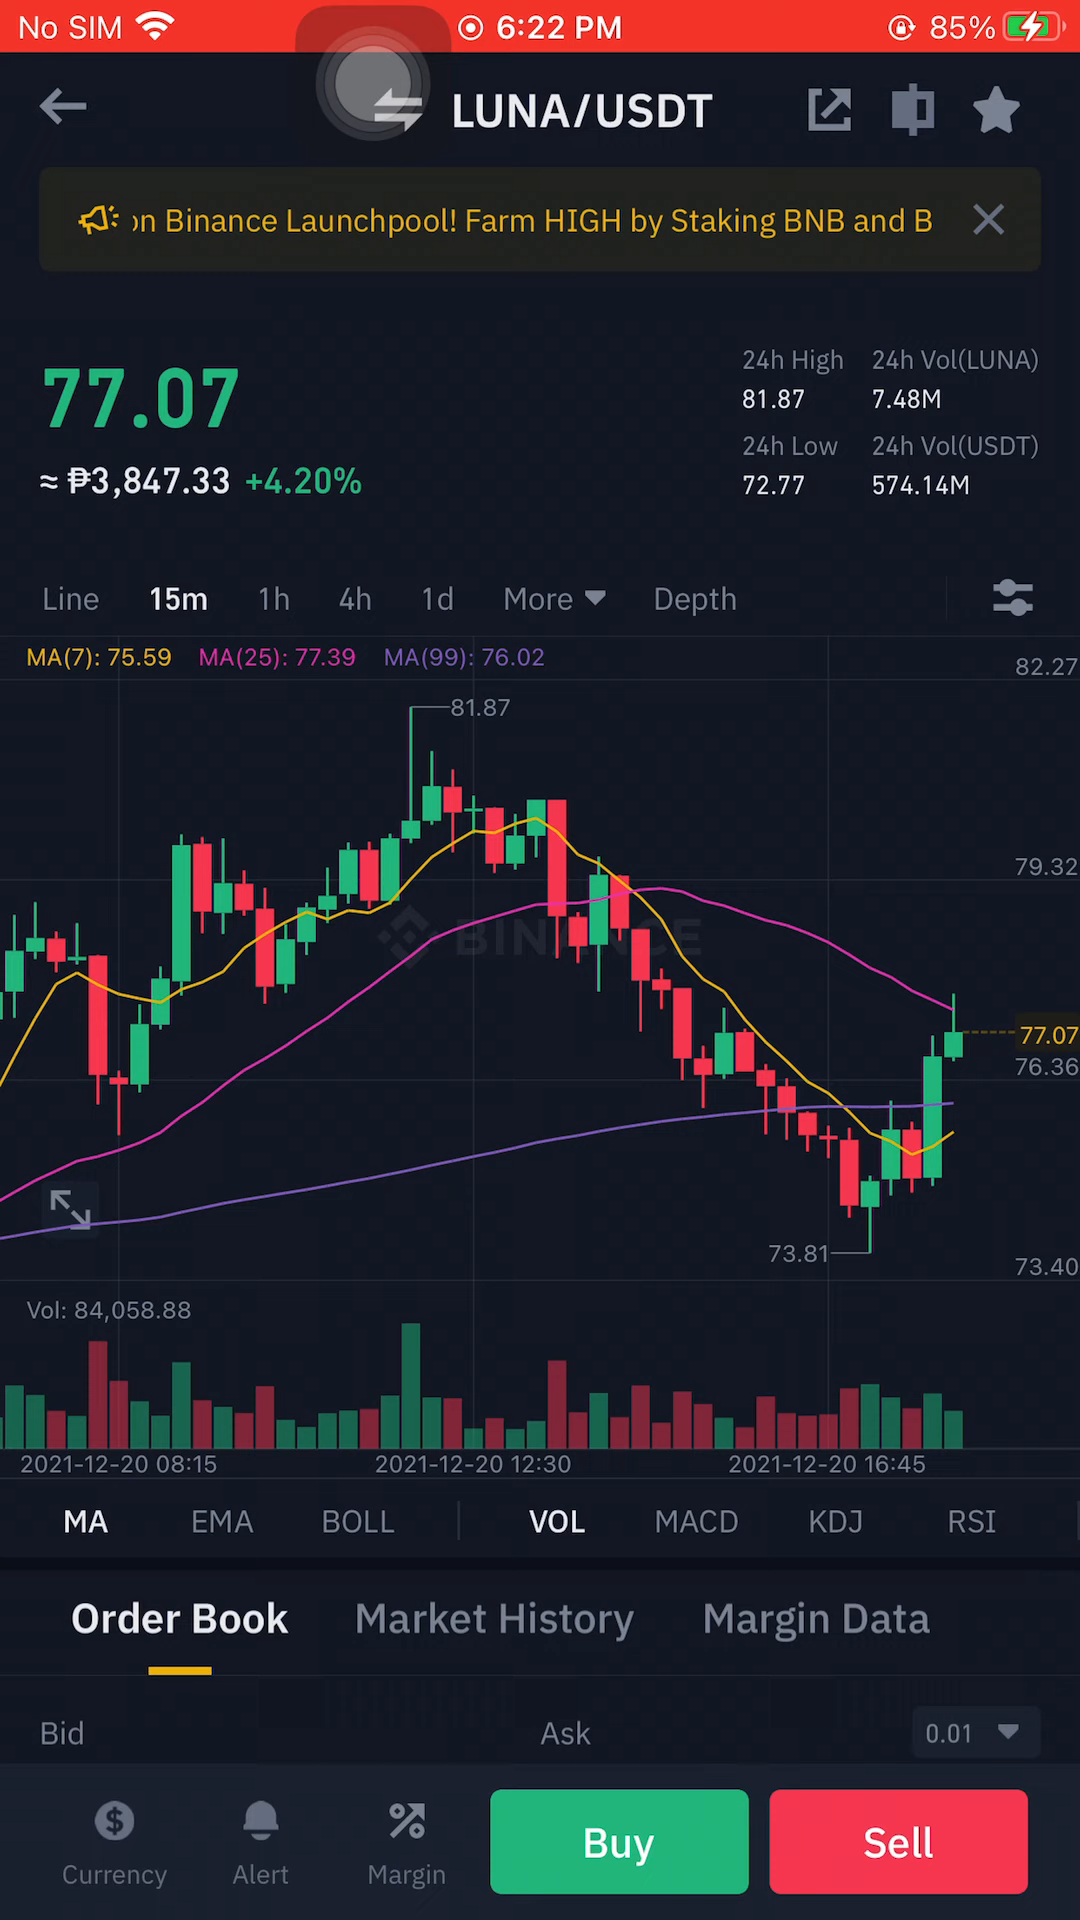 No SIM 6:22 PM 85%
LUNA/USDT
on Binance Launchpool! Farm HIGH by Staking BNB and B
77.07
≈ ₱3,847.33 +4.20%
24h High 24h Vol(LUNA)
81.87 7.48M
24h Low 24h Vol(USDT)
72.77 574.14M
Line 15m 1h 4h 1d More Depth
MA(7): 75.59 MA(25): 77.39 MA(99): 76.02
82.27
81.87
79.32
BINANCE
77.07
76.36
73.81
73.40
Vol: 84,058.88
2021-12-20 08:15 2021-12-20 12:30 2021-12-20 16:45
MA EMA BOLL VOL MACD KDJ RSI
Order Book Market History Margin Data
Bid Ask 0.01
Currency Alert Margin Buy Sell